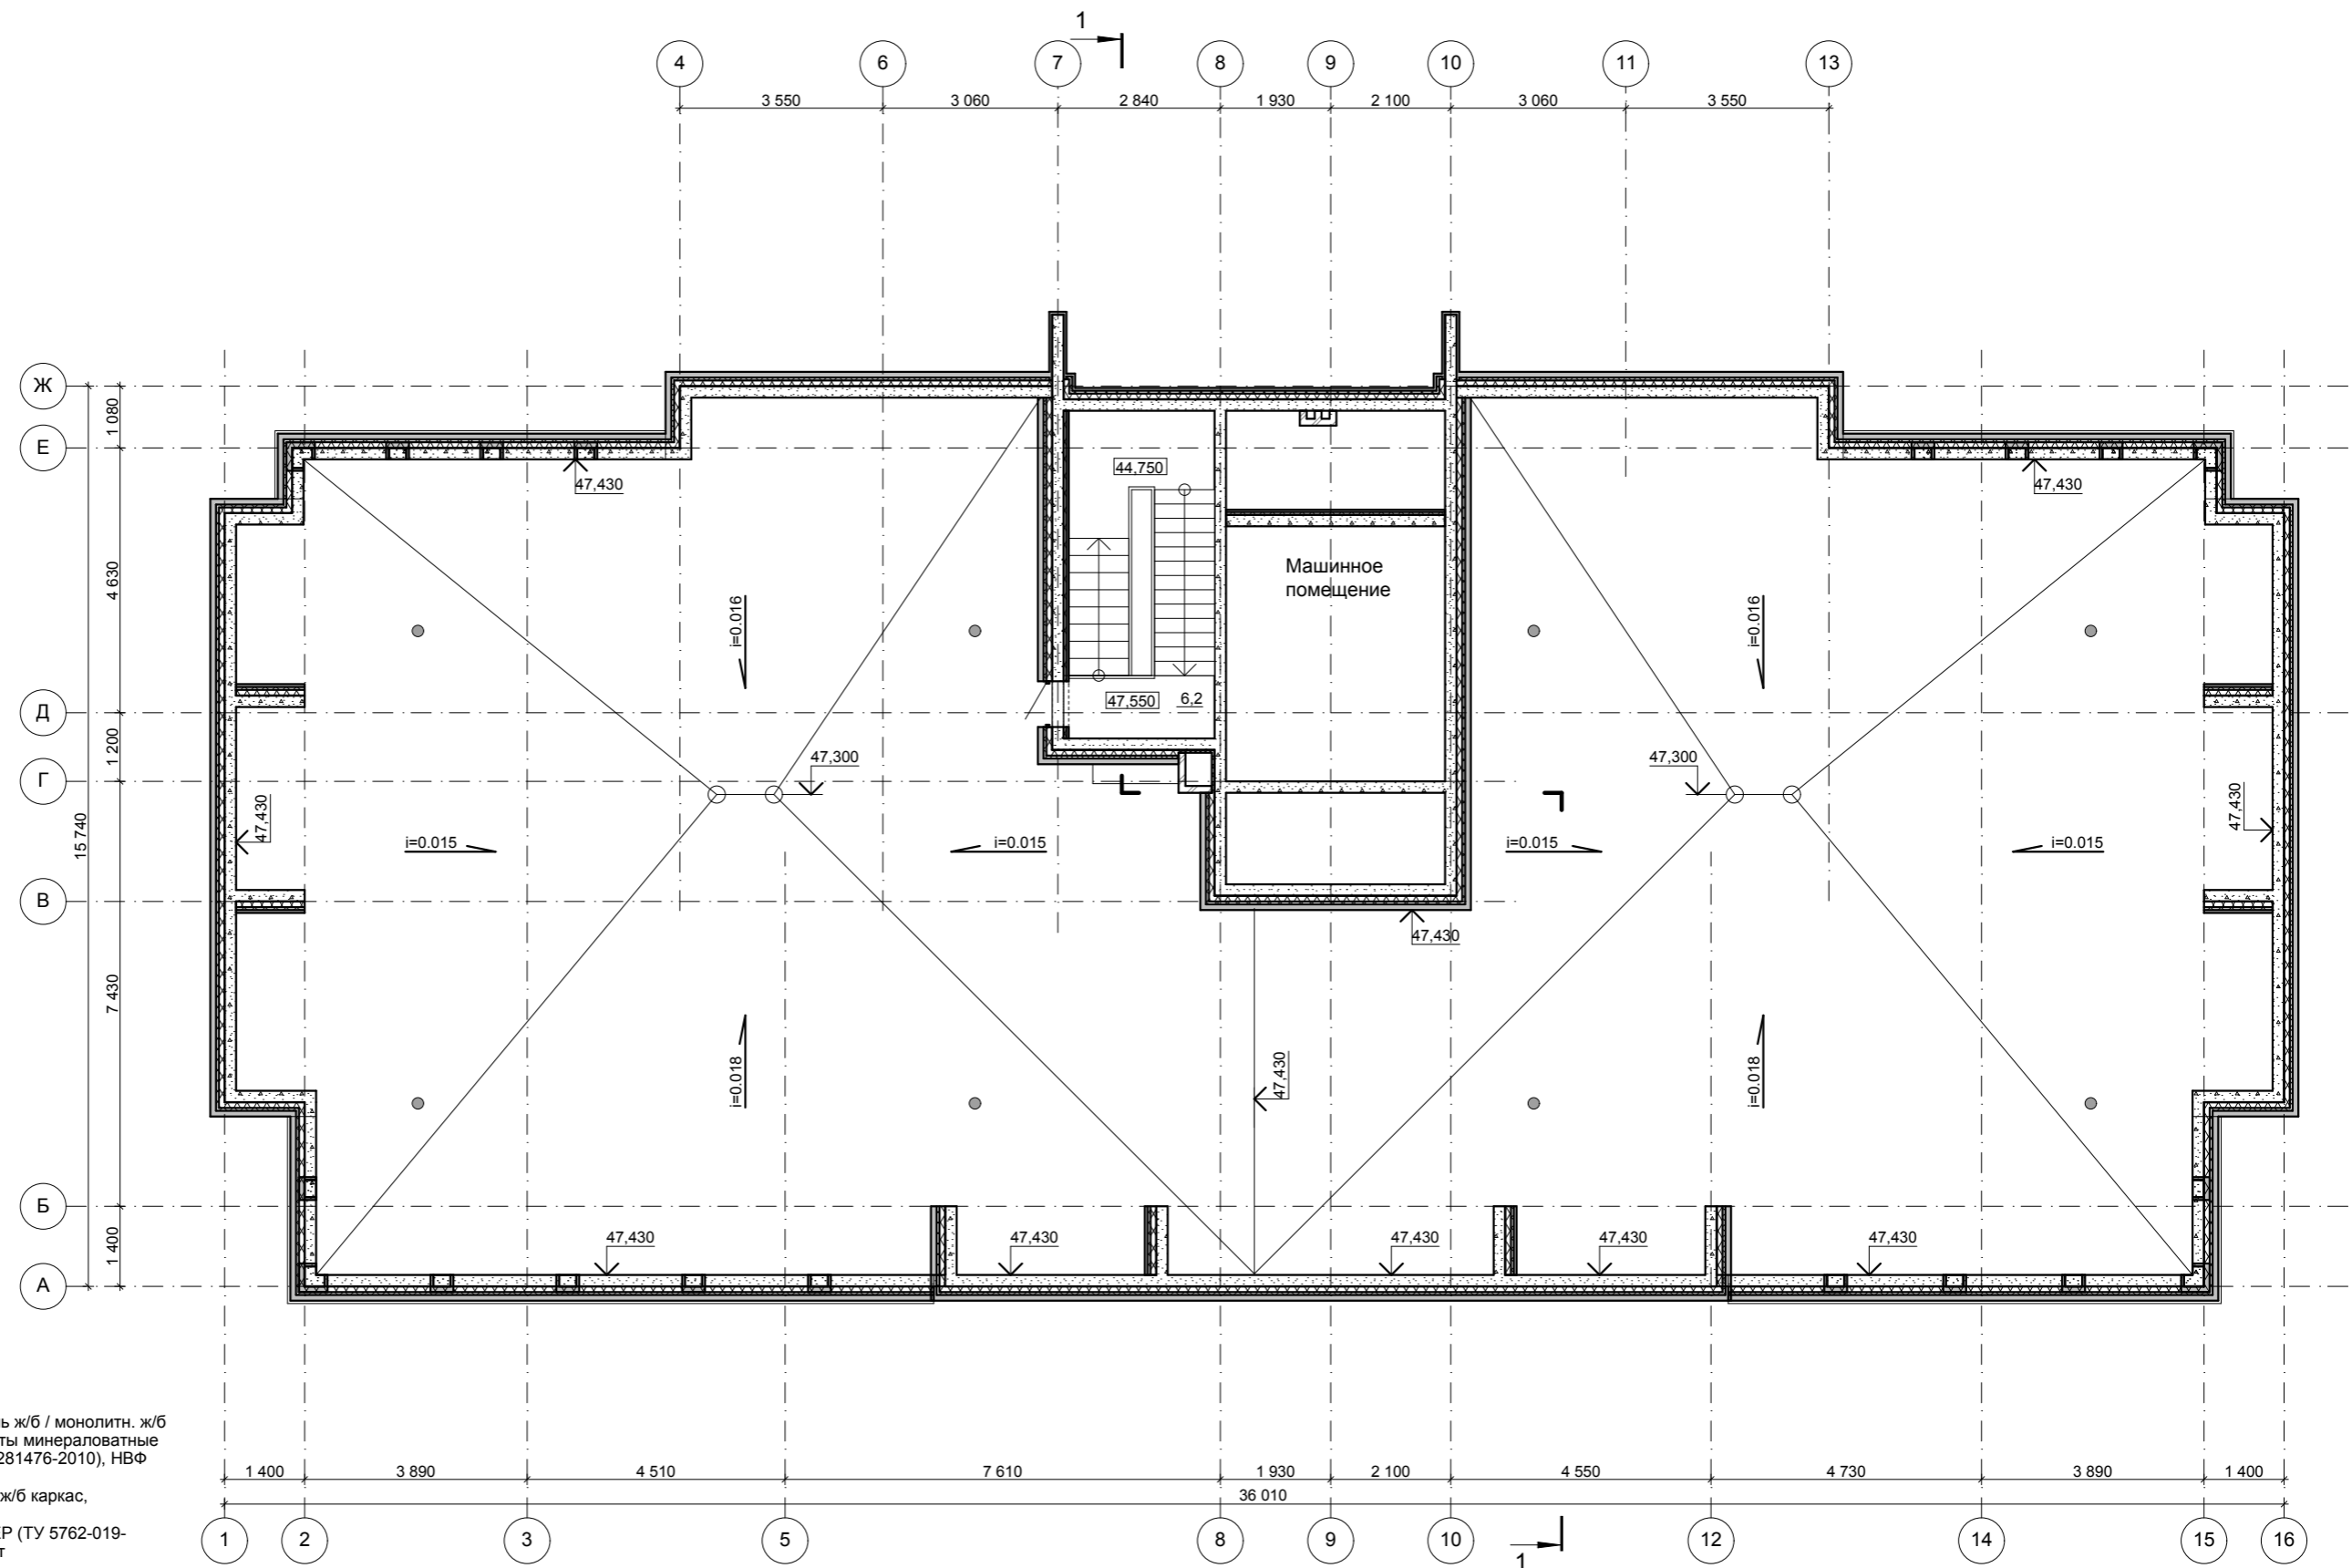 1
4
6
7
8
9
10
11
13
3 550
3 060
2 840
1 930
2 100
3 060
3 550
Ж
Е
Д
Г
В
Б
А
1 080
4 630
1 200
7 430
1 400
15 740
47,430
44,750
47,430
Машинное
помещение
i=0.016
i=0.016
47,550
6,2
47,300
47,300
47,430
i=0.015
i=0.015
i=0.015
i=0.015
47,430
47,430
i=0.018
47,430
i=0.018
47,430
47,430
47,430
47,430
47,430
ь ж/б / монолитн. ж/б
ты минераловатные
281476-2010), НВФ
ж/б каркас,
Р (ТУ 5762-019-
т
1 400
3 890
4 510
7 610
1 930
2 100
4 550
4 730
3 890
1 400
36 010
1
2
3
5
8
9
10
12
14
15
16
1